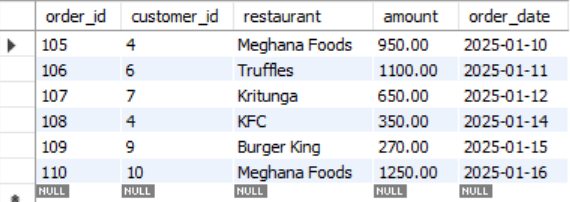 order_id customer_id restaurant amount order_date
105 4 Meghana Foods 950.00 2025-01-10
106 6 Truffles 1100.00 2025-01-11
107 7 Kritunga 650.00 2025-01-12
108 4 KFC 350.00 2025-01-14
109 9 Burger King 270.00 2025-01-15
110 10 Meghana Foods 1250.00 2025-01-16
NULL NULL NULL NULL NULL